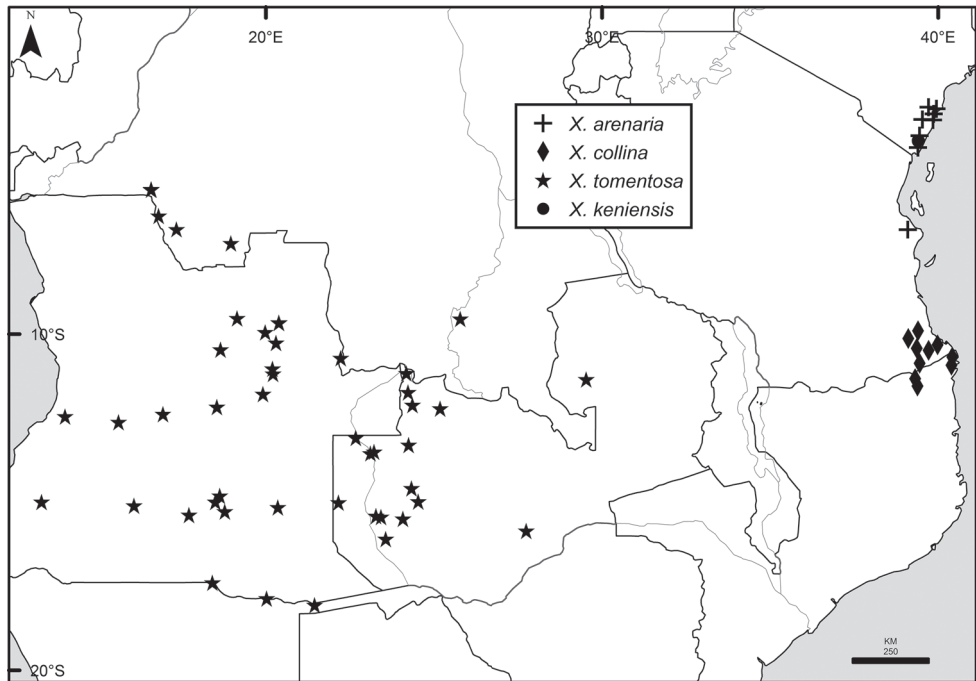 N
20°E
30°E
40°E
X. arenaria
X. collina
X. tomentosa
X. keniensis
10°S
20°S
KM
250